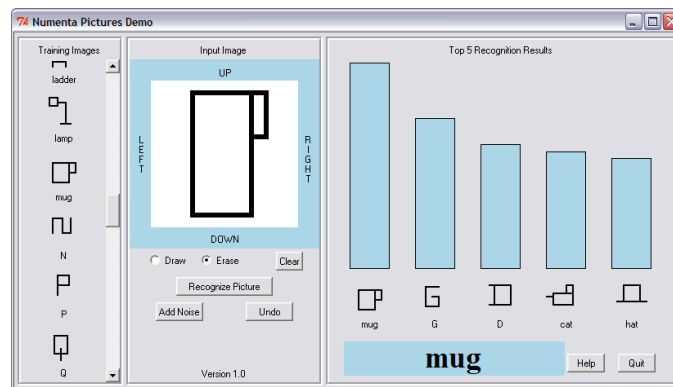 Numenta Pictures Demo
Training Images
ladder
lamp
mug
N
P
Q
Input Image
UP
LEFT
RIGHT
DOWN
Draw
Erase
Clear
Recognize Picture
Add Noise
Undo
Version 1.0
Top 5 Recognition Results
mug
G
D
cat
hat
mug
Help
Quit